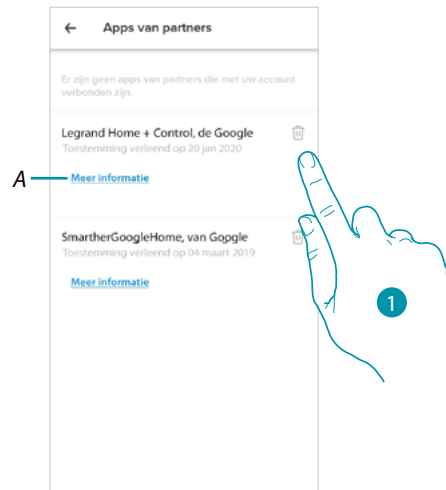 ← Apps van partners
Er zijn geen apps van partners die met uw account
verbonden zijn.
Legrand Home + Control, de Google
Toestemming verleend op 20 jan 2020
A
Meer informatie
SmartherGoogleHome, van Google
Toestemming verleend op 04 maart 2019
Meer informatie
1